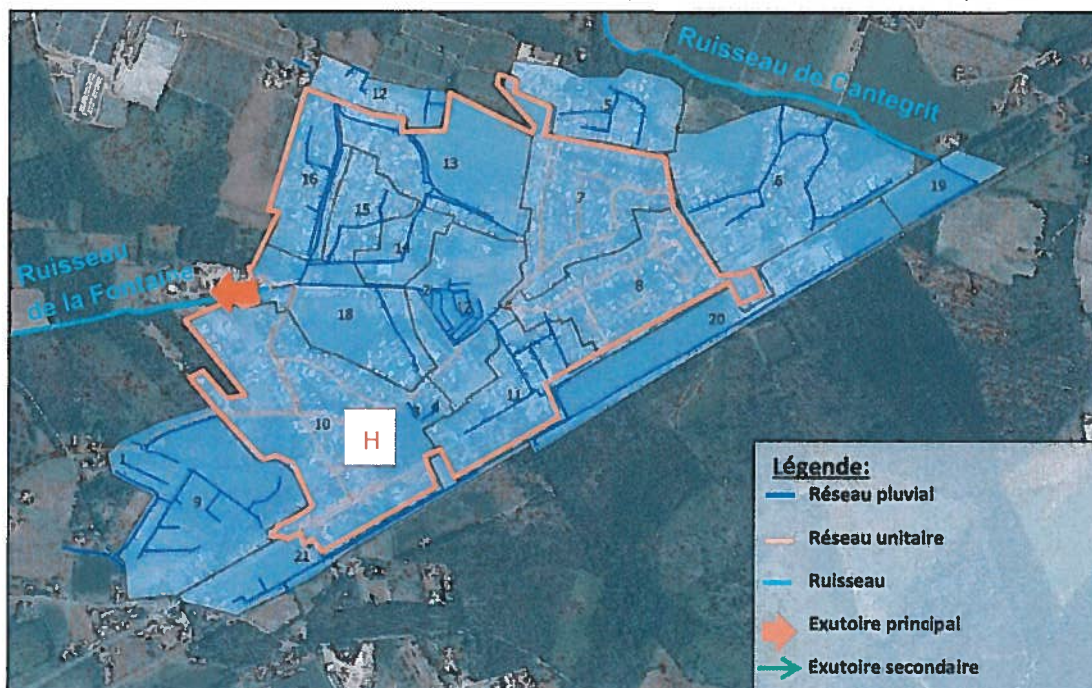 Ruisseau de Cantegrit
12
5
13
16
6
7
19
15
14
Ruisseau
de la Fontaine
2
8
18
20
11
10
H
9
21
Légende:
Réseau pluvial
Réseau unitaire
Ruisseau
Exutoire principal
Exutoire secondaire